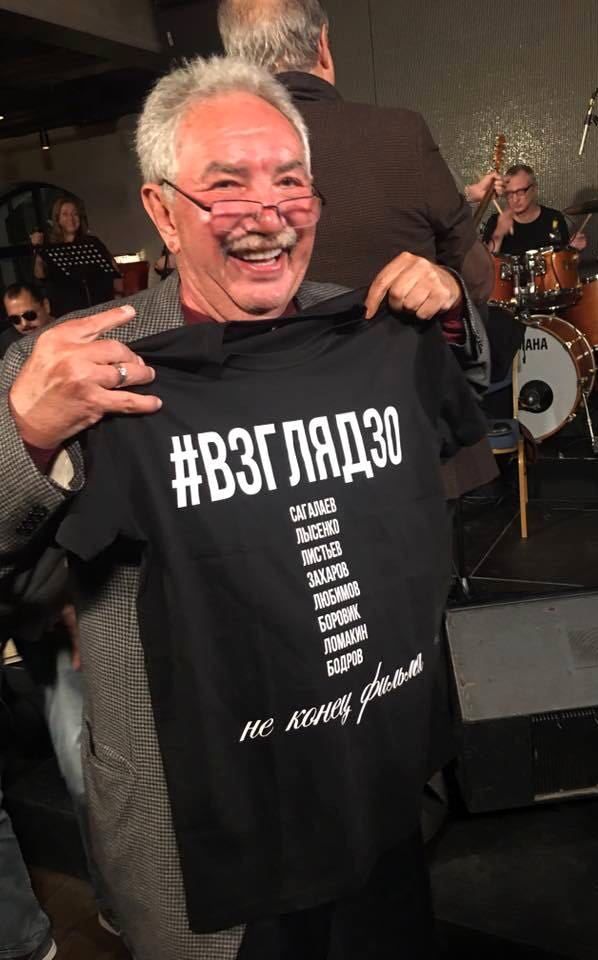 #ВЗГЛЯД30
САГАЛАЕВ
ЛЫСЕНКО
ЛИСТЬЕВ
ЗАХАРОВ
ЛЮБИМОВ
БОРОВИК
ЛОМАКИН
БОДРОВ
не конец фильма